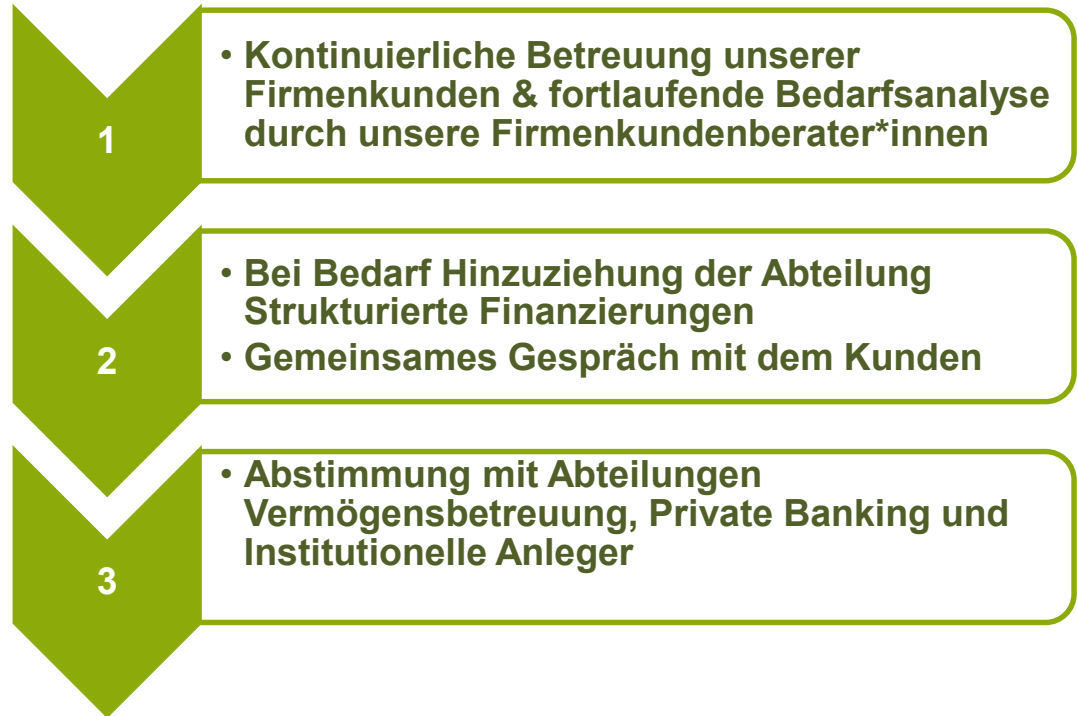 1
• Kontinuierliche Betreuung unserer
Firmenkunden & fortlaufende Bedarfsanalyse
durch unsere Firmenkundenberater*innen
2
• Bei Bedarf Hinzuziehung der Abteilung
Strukturierte Finanzierungen
• Gemeinsames Gespräch mit dem Kunden
3
• Abstimmung mit Abteilungen
Vermögensbetreuung, Private Banking und
Institutionelle Anleger